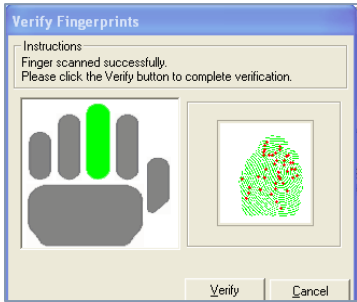 Verify Fingerprints
Instructions
Finger scanned successfully.
Please click the Verify button to complete verification.
Verify
Cancel